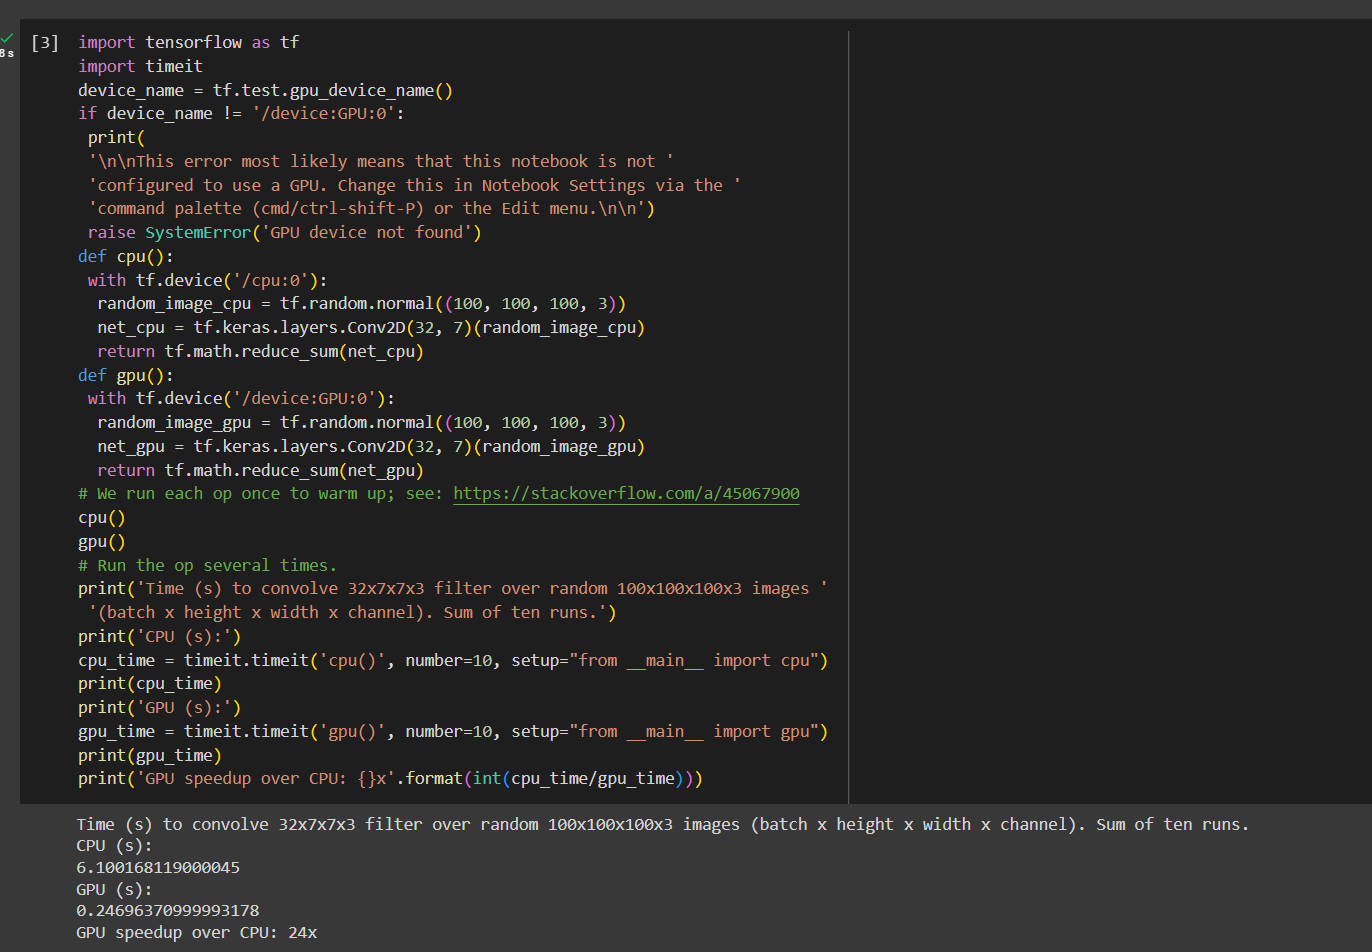 [3] import tensorflow as tf
8 s
import timeit
device_name = tf.test.gpu_device_name()
if device_name != '/device:GPU:0':
 print(
 '\n\nThis error most likely means that this notebook is not '
 'configured to use a GPU. Change this in Notebook Settings via the '
 'command palette (cmd/ctrl-shift-P) or the Edit menu.\n\n')
 raise SystemError('GPU device not found')
def cpu():
 with tf.device('/cpu:0'):
  random_image_cpu = tf.random.normal((100, 100, 100, 3))
  net_cpu = tf.keras.layers.Conv2D(32, 7)(random_image_cpu)
  return tf.math.reduce_sum(net_cpu)
def gpu():
 with tf.device('/device:GPU:0'):
  random_image_gpu = tf.random.normal((100, 100, 100, 3))
  net_gpu = tf.keras.layers.Conv2D(32, 7)(random_image_gpu)
  return tf.math.reduce_sum(net_gpu)
# We run each op once to warm up; see: https://stackoverflow.com/a/45067900
cpu()
gpu()
# Run the op several times.
print('Time (s) to convolve 32x7x7x3 filter over random 100x100x100x3 images '
 '(batch x height x width x channel). Sum of ten runs.')
print('CPU (s):')
cpu_time = timeit.timeit('cpu()', number=10, setup="from __main__ import cpu")
print(cpu_time)
print('GPU (s):')
gpu_time = timeit.timeit('gpu()', number=10, setup="from __main__ import gpu")
print(gpu_time)
print('GPU speedup over CPU: {}x'.format(int(cpu_time/gpu_time)))
Time (s) to convolve 32x7x7x3 filter over random 100x100x100x3 images (batch x height x width x channel). Sum of ten runs.
CPU (s):
6.100168119000045
GPU (s):
0.24696370999993178
GPU speedup over CPU: 24x